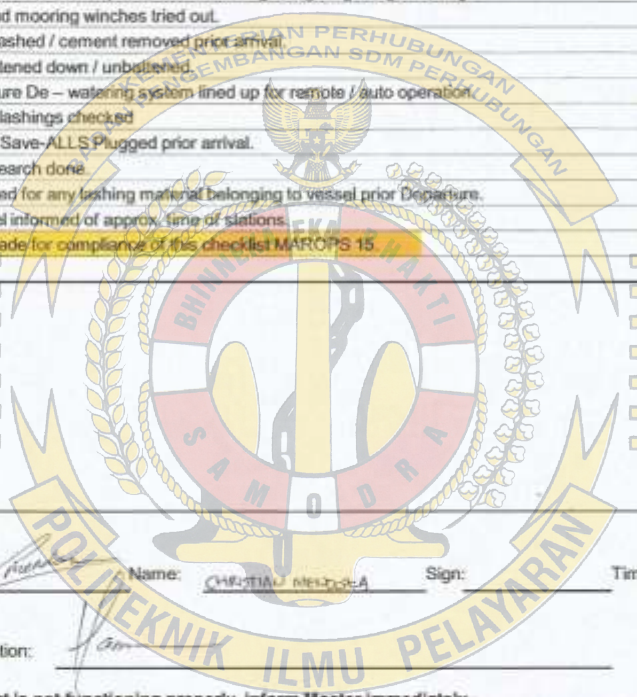 d mooring winches tried out.
ashed / cement removed prior arrival.
tened down / unbattened.
ure De – watering system lined up for remote / auto operation.
lashings checked
Save-ALLS Plugged prior arrival.
earch done.
ed for any lashing material belonging to vessel prior Departure.
el informed of approx. time of stations.
ade for compliance of this checklist MAROPS 15.
PERHUBUNGAN
SDM PERHUBUNGAN
BHINNEKA BHAKTI
SAMODRA
Name:
Sign:
Tim
tion:
POLITEKNIK ILMU PELAYARAN
t is not functioning properly, inform Master immediately